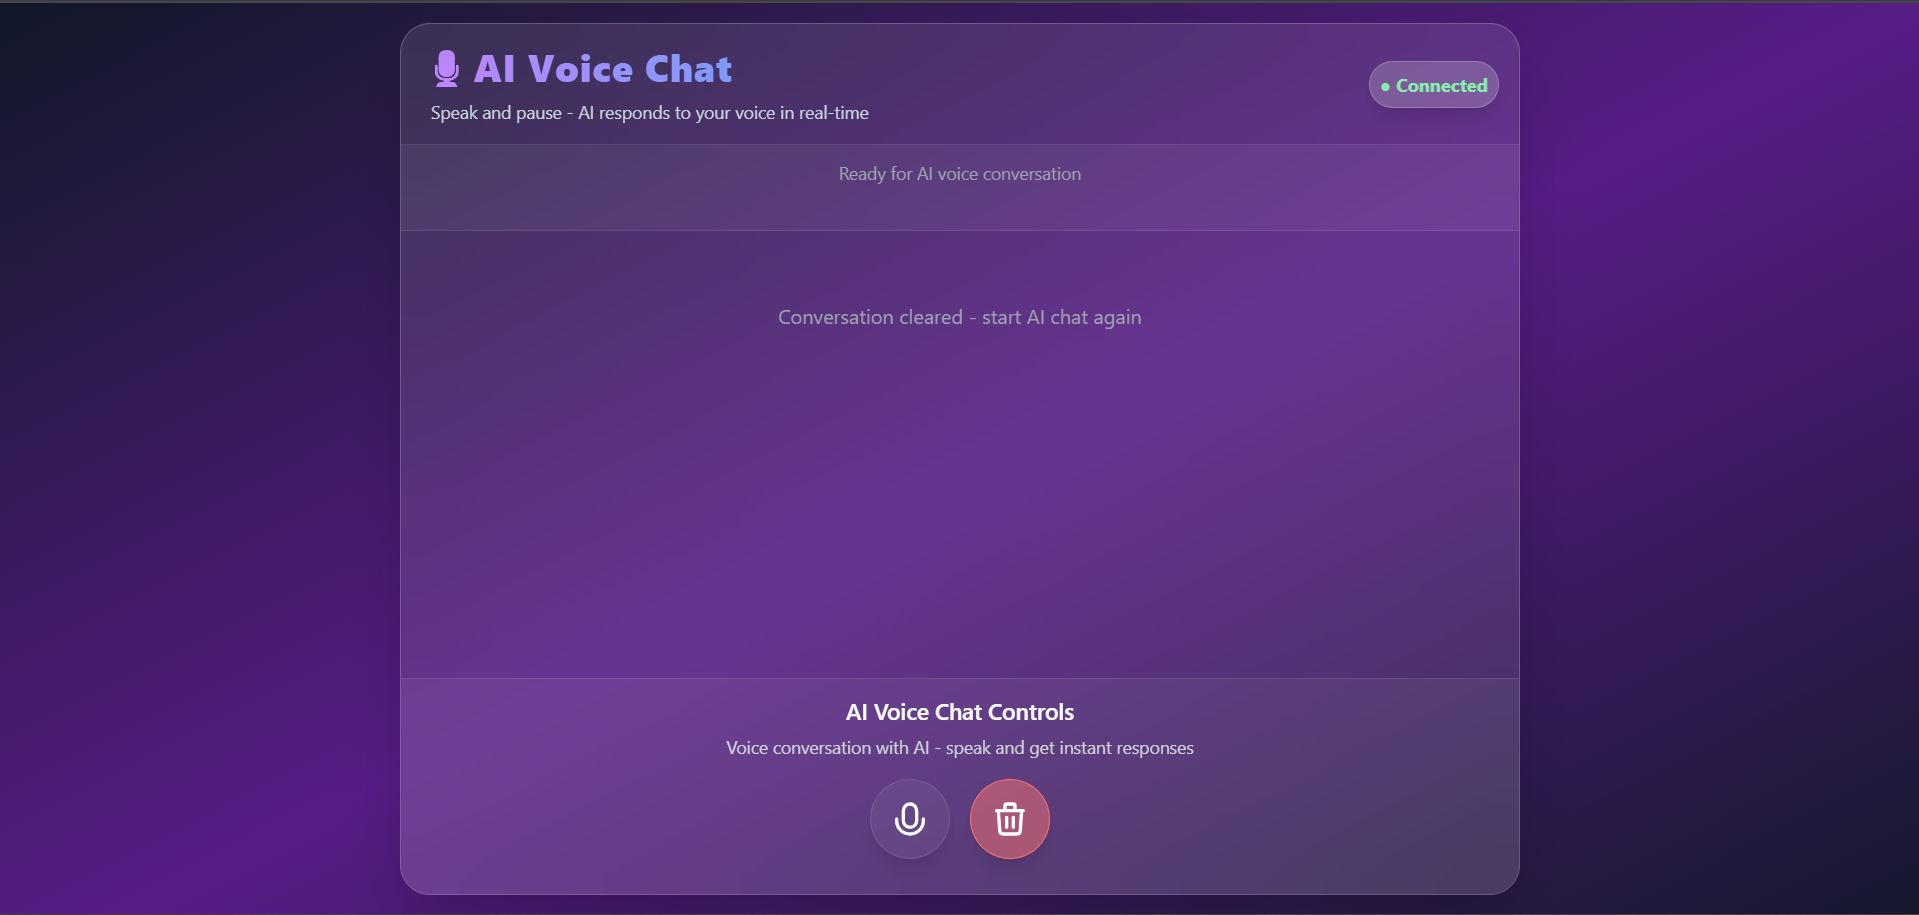 AI Voice Chat
Speak and pause - AI responds to your voice in real-time
● Connected
Ready for AI voice conversation
Conversation cleared - start AI chat again
AI Voice Chat Controls
Voice conversation with AI - speak and get instant responses